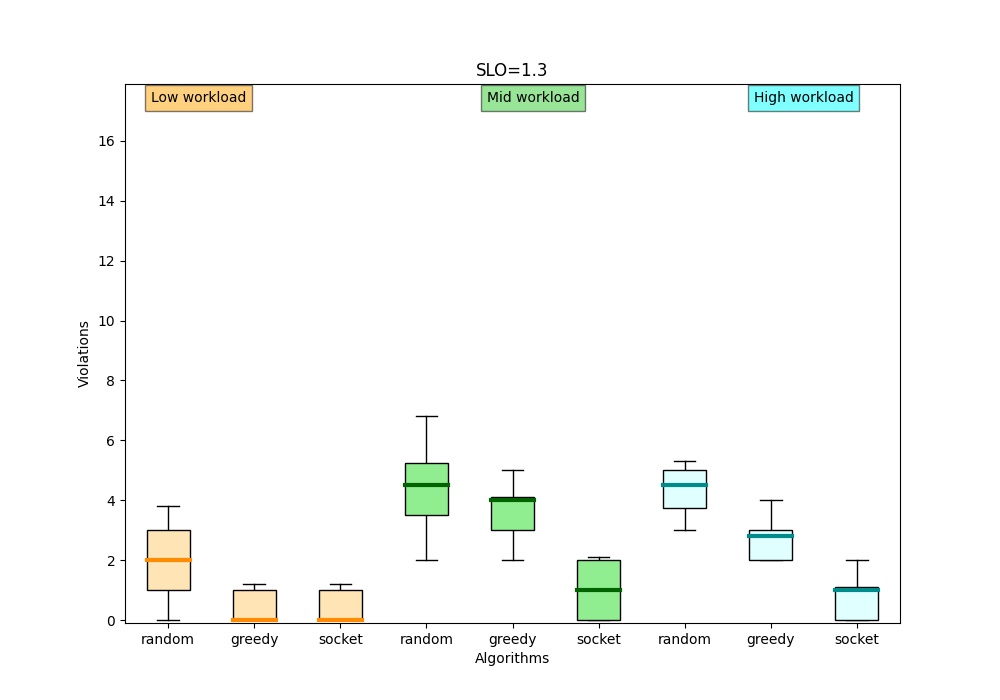 SLO=1.3
Low workload
Mid workload
High workload
16
14
12
10
8
6
4
2
0
Violations
random
greedy
socket
random
greedy
socket
random
greedy
socket
Algorithms